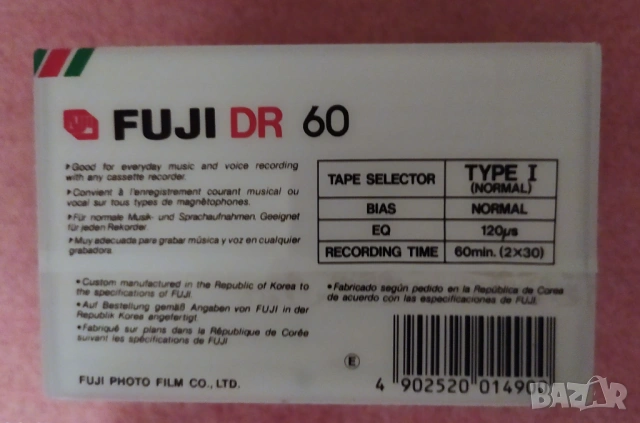 FUJI DR 60
▶Good for everyday music and voice recording
with any cassette recorder.
▶Convient à l'enregistrement courant musical ou
vocal sur tous types de magnétophones.
▶Für normale Musik- und Sprachaufnahmen. Geeignet
für jeden Rekorder.
▶Muy adecuada para grabar música y voz en cualquier
grabadora.
TAPE SELECTOR TYPE I
(NORMAL)
BIAS NORMAL
EQ 120μs
RECORDING TIME 60min. (2×30)
•Custom manufactured in the Republic of Korea to
the specifications of FUJI.
•Auf Bestellung gemäß Angaben von FUJI in der
Republik Korea angefertigt.
•Fabriqué sur plans dans la République de Corée
suivant les spécifications de FUJI
•Fabricado según pedido en la República de Corea
de acuerdo con las especificaciones de FUJI.
E
4 902520 014900
FUJI PHOTO FILM CO., LTD.
BAZAR